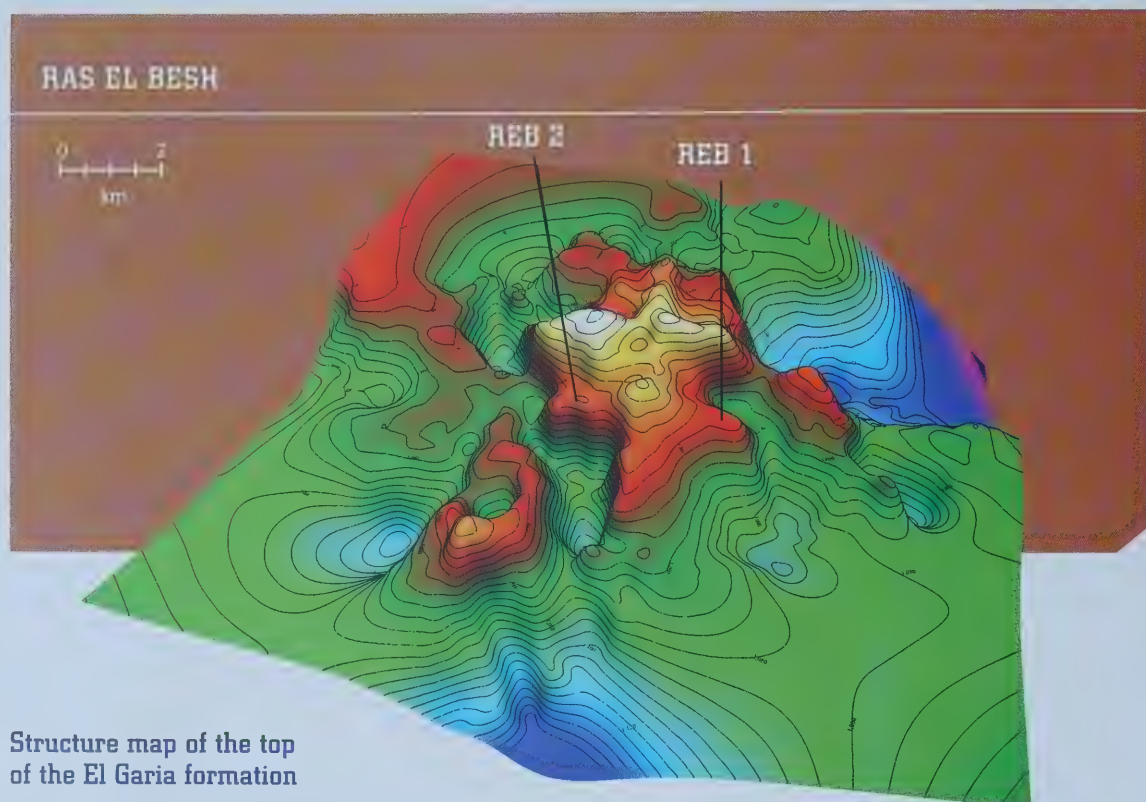 RAS EL BESH
REB 2
REB 1
0 2
km
Structure map of the top
of the El Garia formation